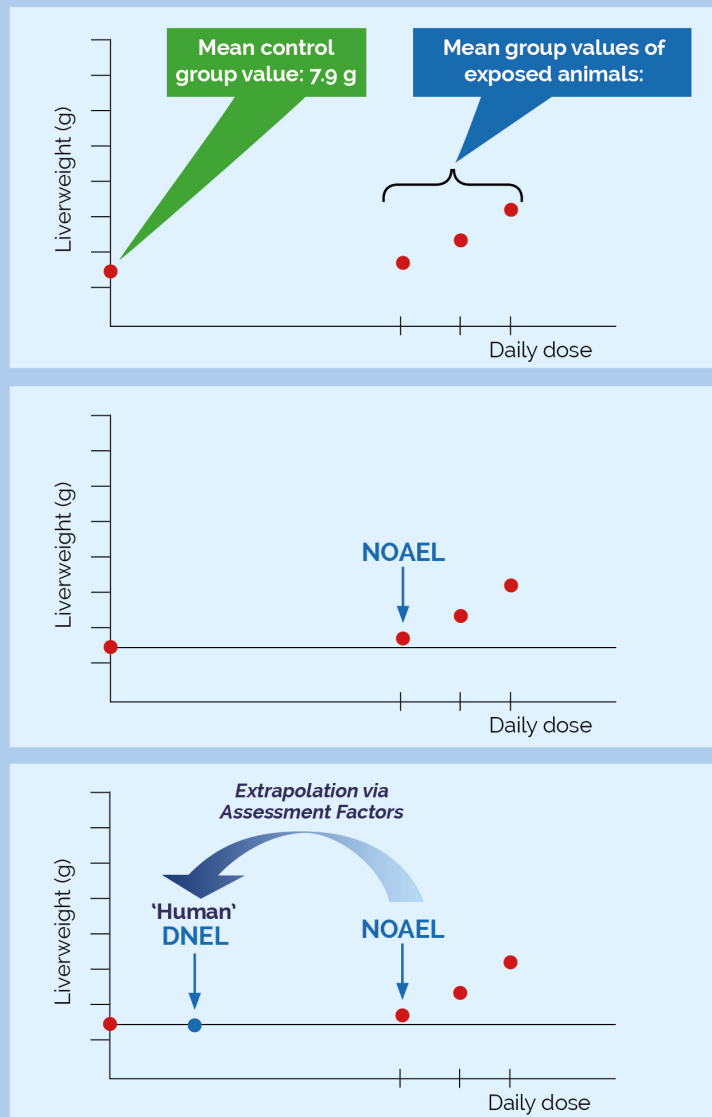 Mean control
group value: 7.9 g
Mean group values of
exposed animals:
Liverweight (g)
Daily dose
NOAEL
Liverweight (g)
Daily dose
Extrapolation via
Assessment Factors
‘Human’
DNEL
NOAEL
Liverweight (g)
Daily dose